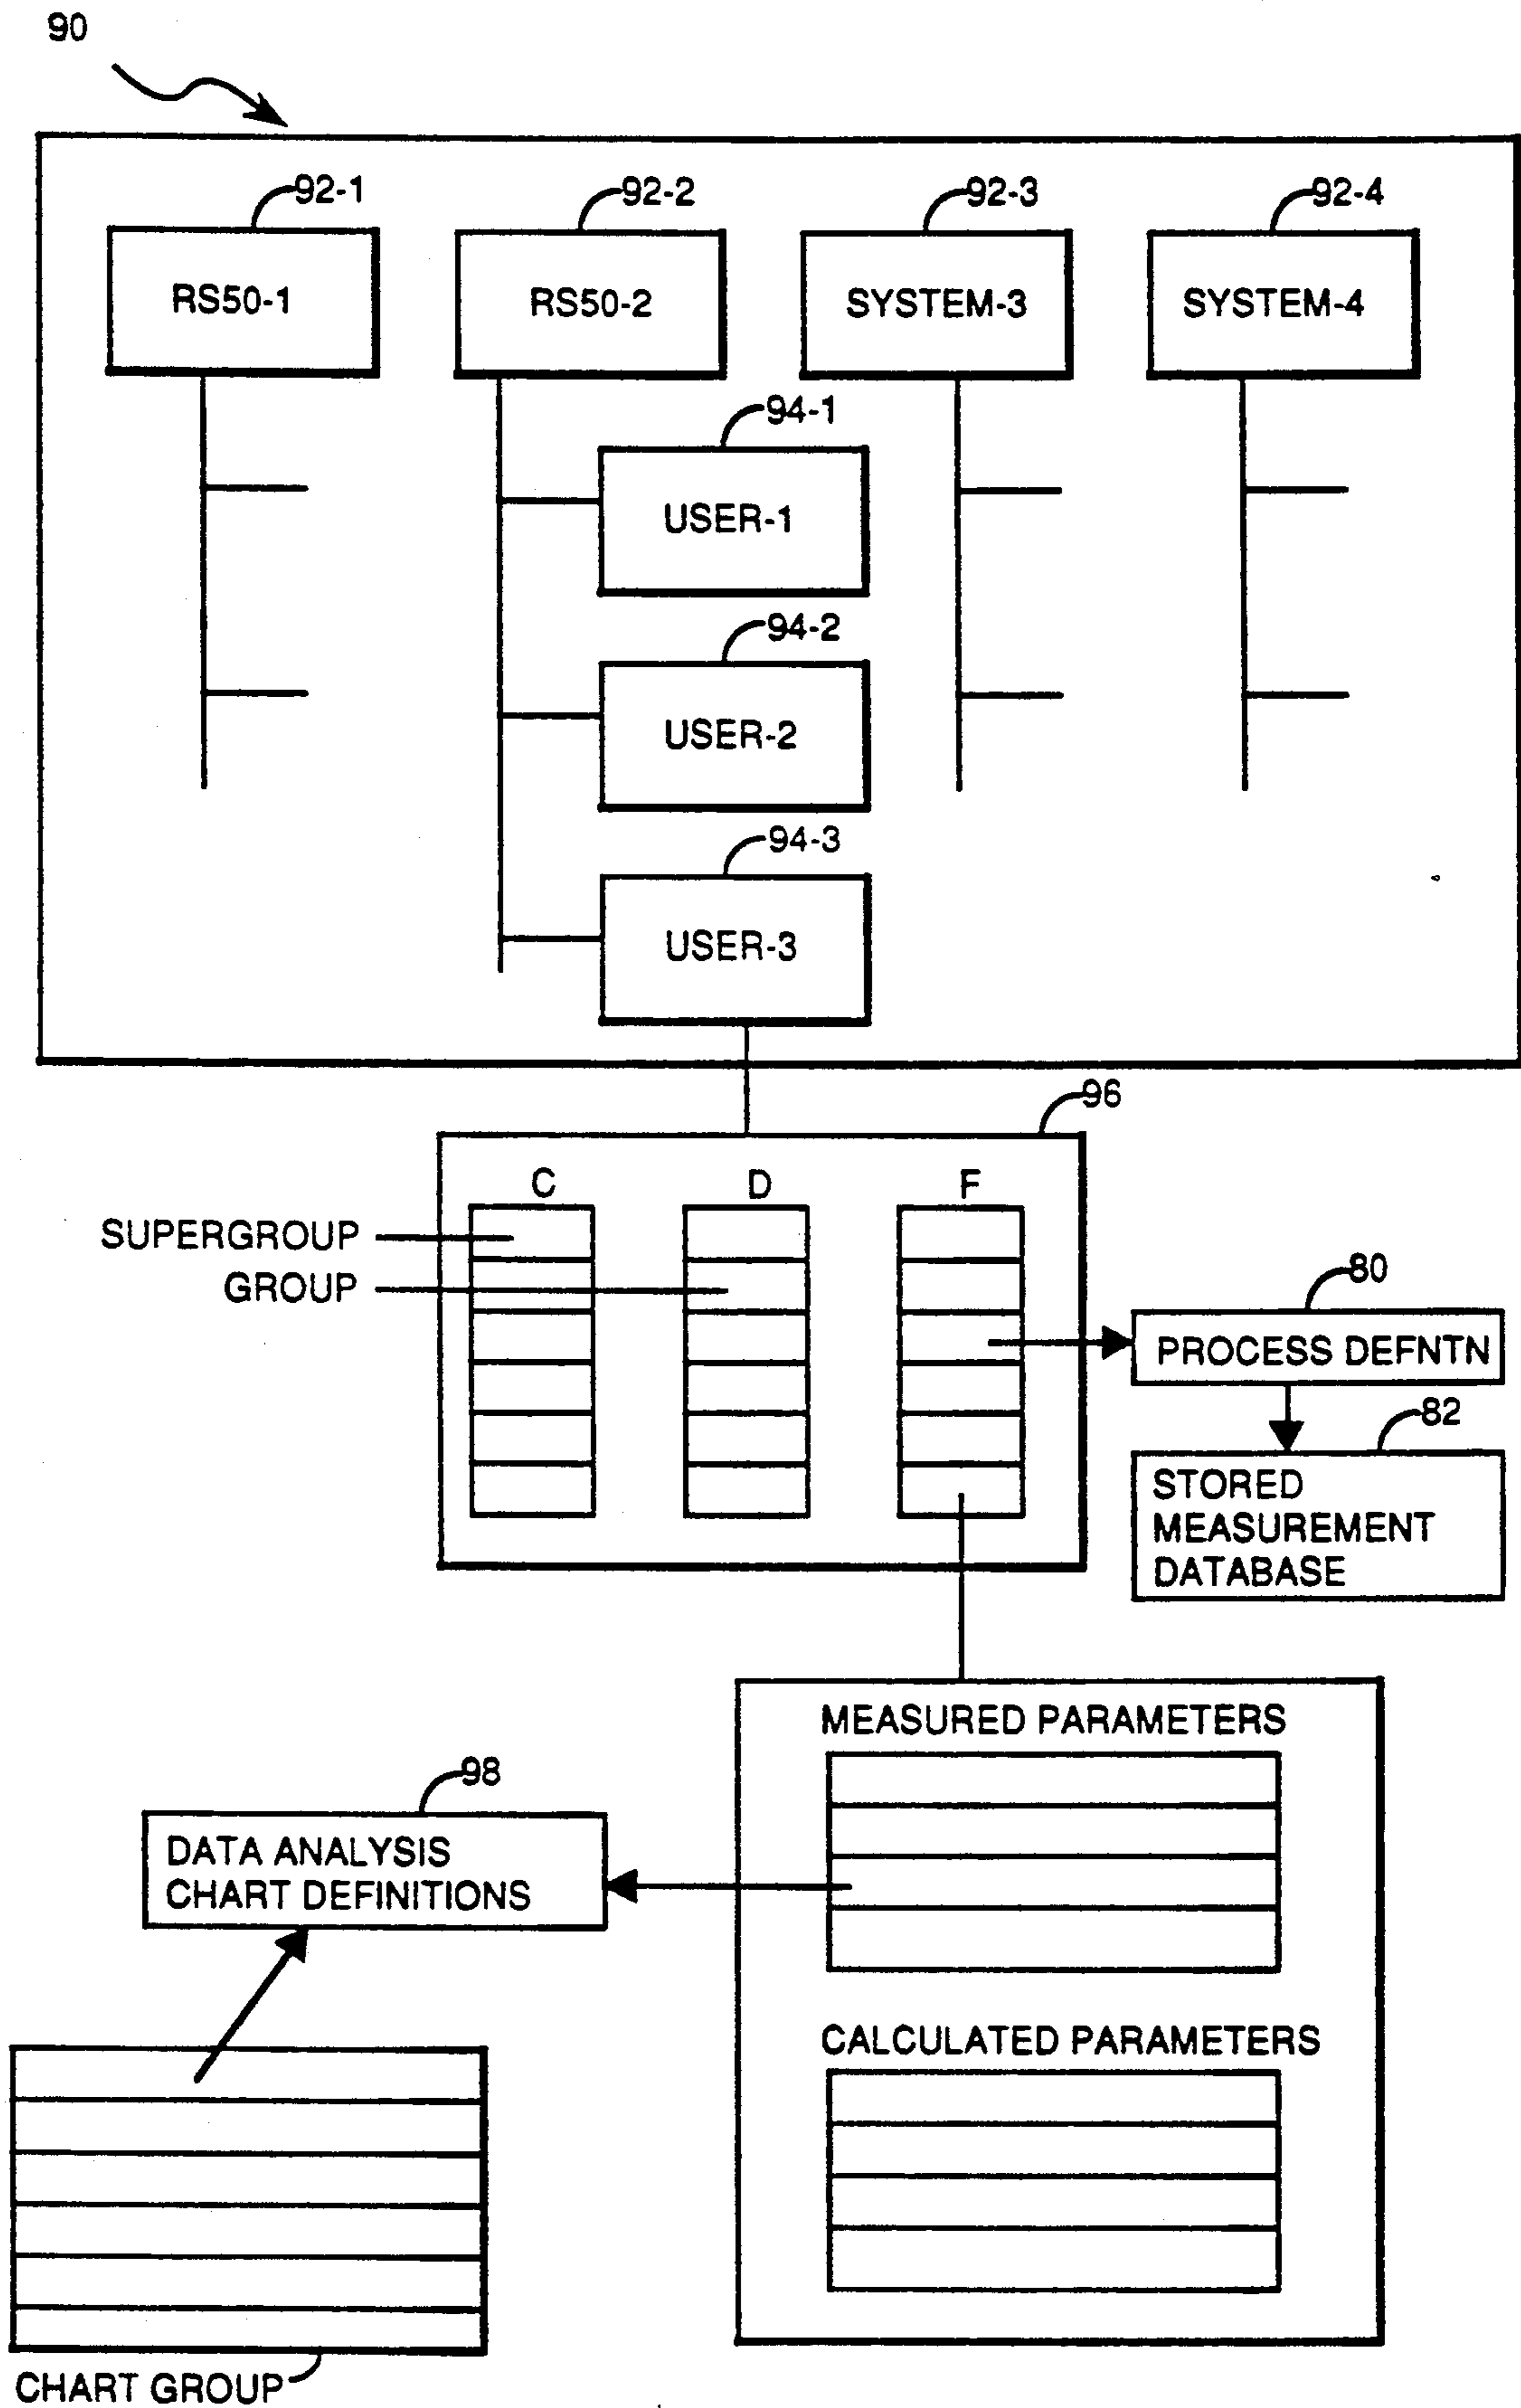 90
92-1
92-2
92-3
92-4
RS50-1
RS50-2
SYSTEM-3
SYSTEM-4
94-1
USER-1
94-2
USER-2
94-3
USER-3
96
C
D
F
SUPERGROUP
GROUP
80
PROCESS DEFNTN
82
STORED
MEASUREMENT
DATABASE
MEASURED PARAMETERS
98
DATA ANALYSIS
CHART DEFINITIONS
CALCULATED PARAMETERS
CHART GROUP